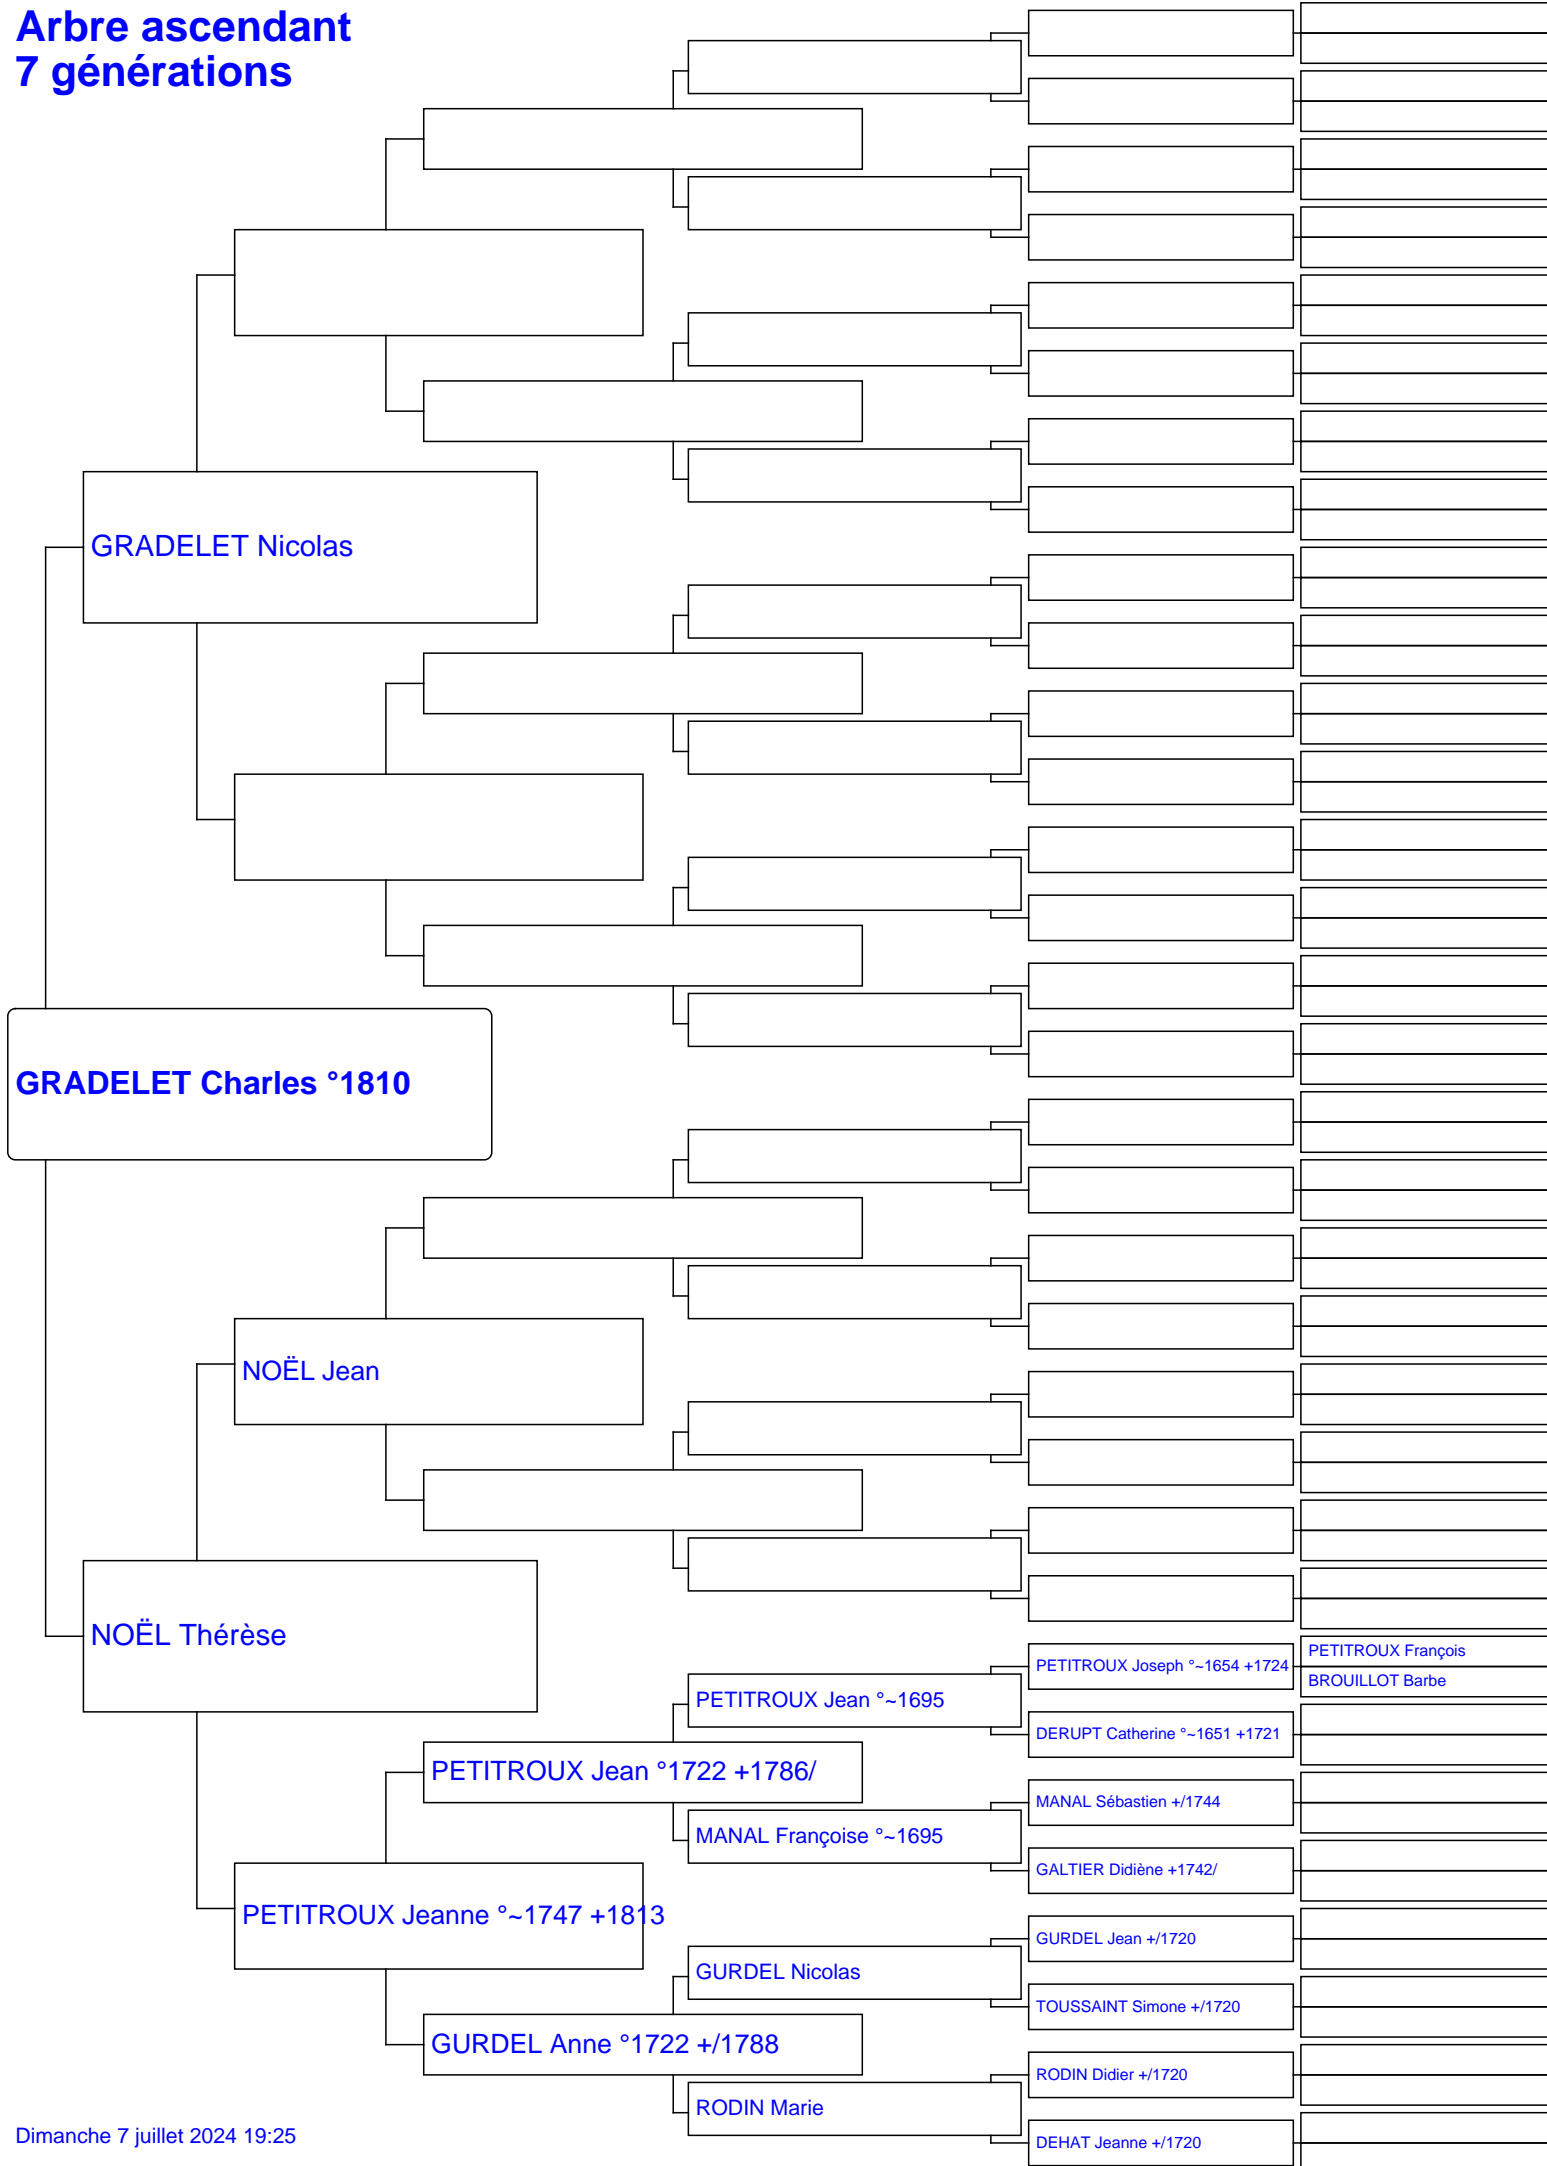 Arbre ascendant
7 générations
GRADELET Nicolas
GRADELET Charles °1810
NOËL Jean
NOËL Thérèse
PETITROUX Joseph °~1654 +1724
PETITROUX François
BROUILLOT Barbe
PETITROUX Jean °~1695
DERUPT Catherine °~1651 +1721
PETITROUX Jean °1722 +1786/
MANAL Sébastien +/1744
MANAL Françoise °~1695
GALTIER Didiène +1742/
PETITROUX Jeanne °~1747 +1813
GURDEL Jean +/1720
GURDEL Nicolas
TOUSSAINT Simone +/1720
GURDEL Anne °1722 +/1788
RODIN Didier +/1720
RODIN Marie
DEHAT Jeanne +/1720
Dimanche 7 juillet 2024 19:25